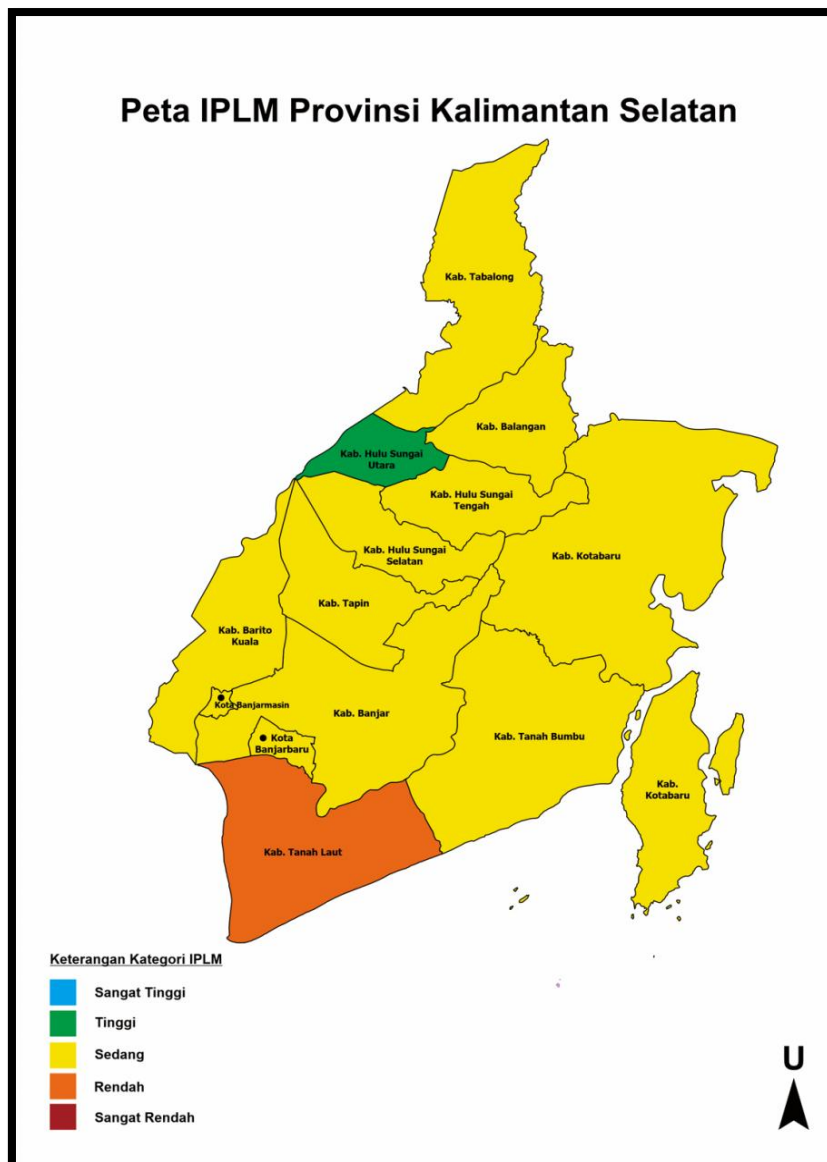 Peta IPLM Provinsi Kalimantan Selatan
Kab. Tabalong
Kab. Balangan
Kab. Hulu Sungai
Utara
Kab. Hulu Sungai
Tengah
Kab. Hulu Sungai
Selatan
Kab. Kotabaru
Kab. Tapin
Kab. Barito
Kuala
Kota Banjarmasin
Kab. Banjar
Kota
Banjarbaru
Kab. Tanah Bumbu
Kab.
Kotabaru
Kab. Tanah Laut
Keterangan Kategori IPLM
Sangat Tinggi
Tinggi
Sedang
Rendah
Sangat Rendah
U